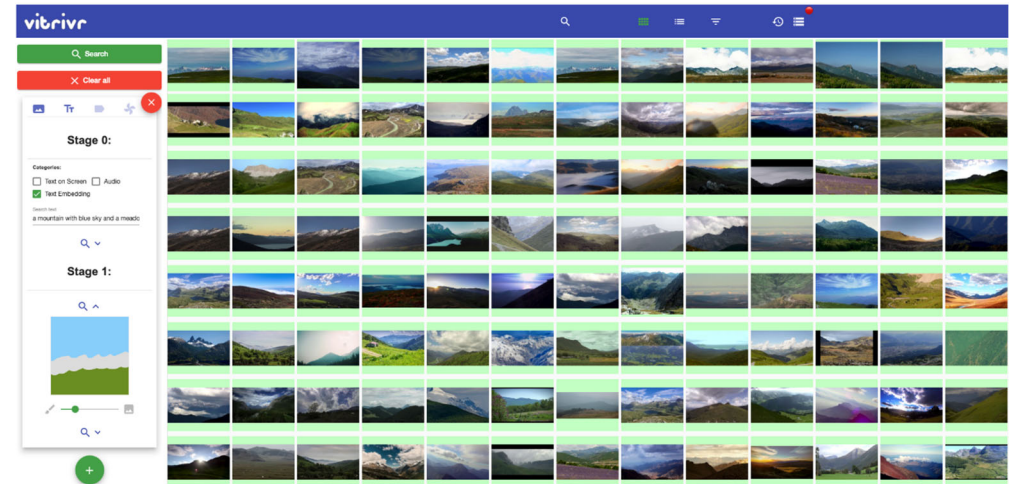 vitrivr
Search
Clear all
Tт
Stage 0:
Categories:
Text on Screen
Audio
Text Embedding
Search text
a mountain with blue sky and a meado
Stage 1: